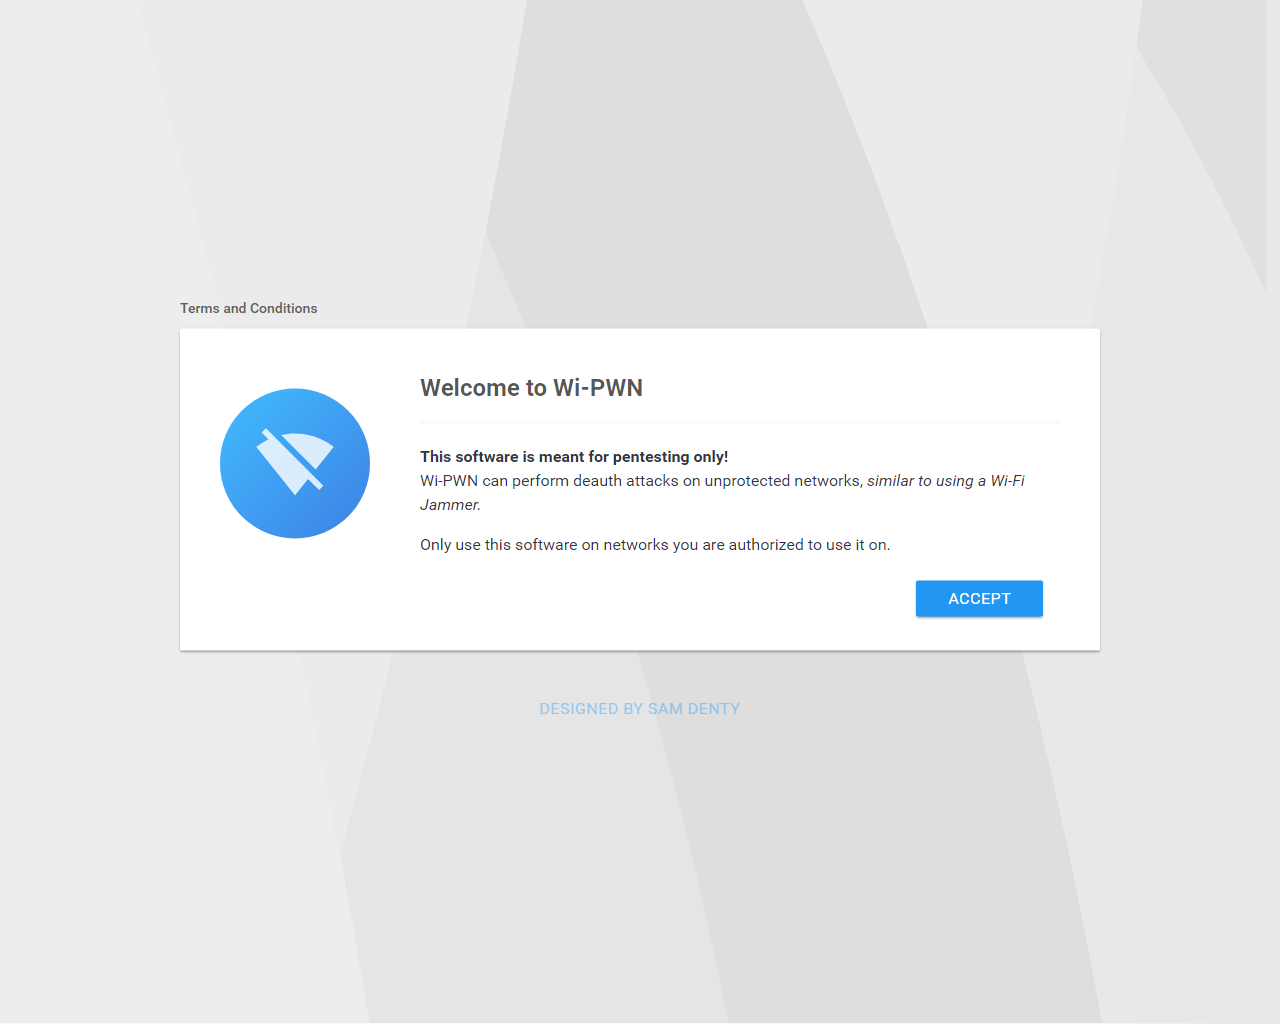 Terms and Conditions
Welcome to Wi-PWN
This software is meant for pentesting only!
Wi-PWN can perform deauth attacks on unprotected networks, similar to using a Wi-Fi
Jammer.
Only use this software on networks you are authorized to use it on.
ACCEPT
DESIGNED BY SAM DENTY